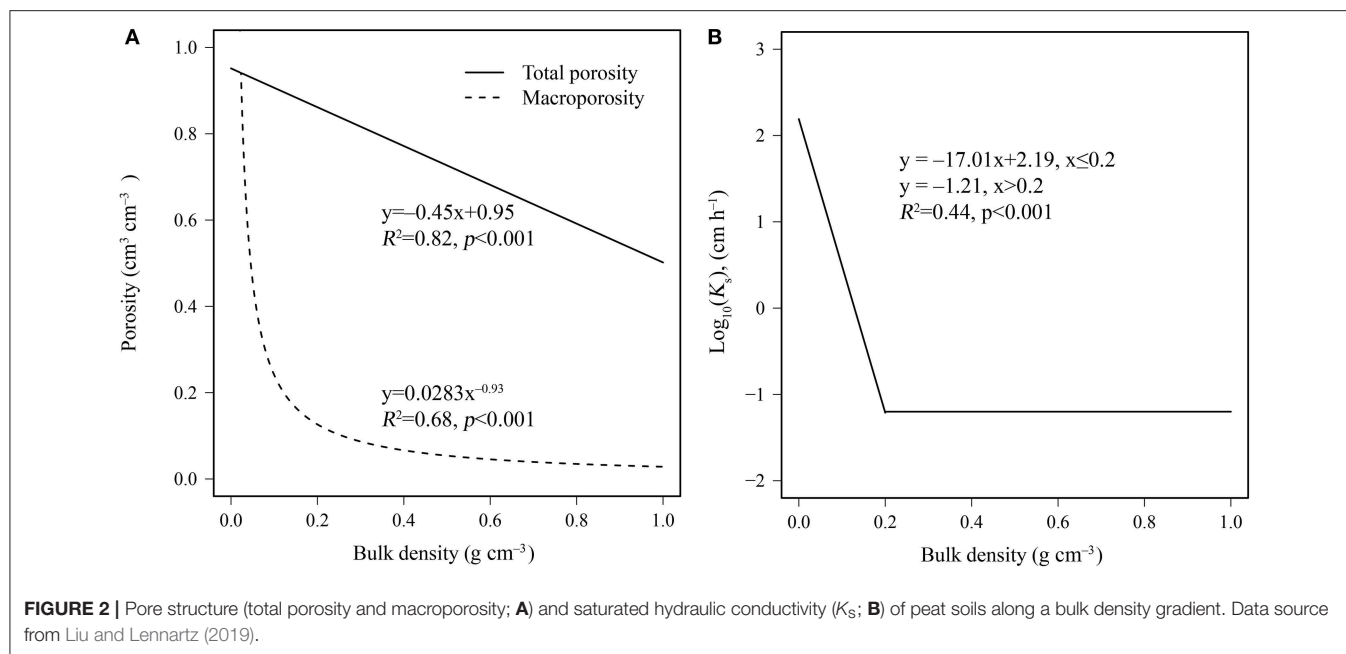 A
Total porosity
Macroporosity
Porosity (cm³ cm⁻³)
1.0
0.8
0.6
0.4
0.2
0.0
y=–0.45x+0.95
R²=0.82, p<0.001
y=0.0283x⁻⁰·⁹³
R²=0.68, p<0.001
0.0 0.2 0.4 0.6 0.8 1.0
Bulk density (g cm⁻³)
B
Log₁₀(Kₛ), (cm h⁻¹)
3
2
1
0
−1
−2
y = –17.01x+2.19, x≤0.2
y = –1.21, x>0.2
R²=0.44, p<0.001
0.0 0.2 0.4 0.6 0.8 1.0
Bulk density (g cm⁻³)
FIGURE 2 | Pore structure (total porosity and macroporosity; A) and saturated hydraulic conductivity (Kₛ; B) of peat soils along a bulk density gradient. Data source
from Liu and Lennartz (2019).